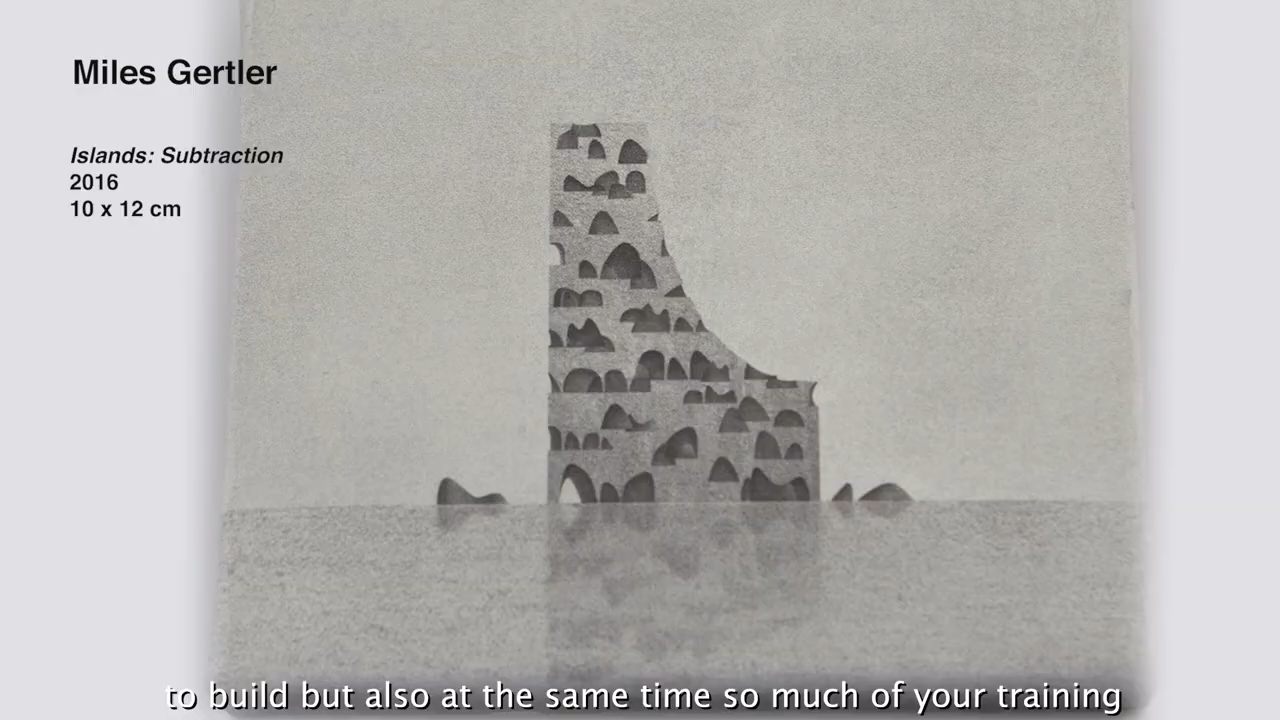 Miles Gertler
Islands: Subtraction
2016
10 x 12 cm
to build but also at the same time so much of your training